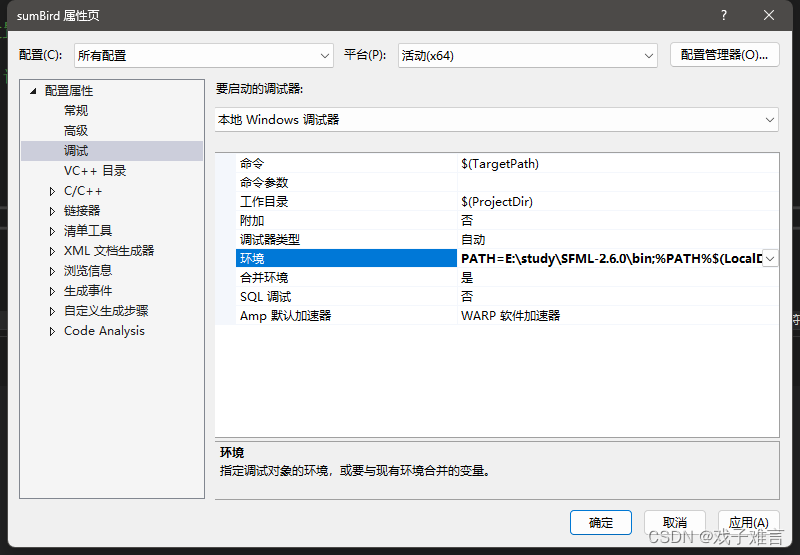 sumBird 属性页
配置(C):
所有配置
平台(P):
活动(x64)
配置管理器(O)...
配置属性
常规
高级
调试
VC++ 目录
C/C++
链接器
清单工具
XML 文档生成器
浏览信息
生成事件
自定义生成步骤
Code Analysis
要启动的调试器:
本地 Windows 调试器
命令 $(TargetPath)
命令参数
工作目录 $(ProjectDir)
附加 否
调试器类型 自动
环境 PATH=E:\study\SFML-2.6.0\bin;%PATH%$(LocalD
合并环境 是
SQL 调试 否
Amp 默认加速器 WARP 软件加速器
环境
指定调试对象的环境，或要与现有环境合并的变量。
确定
取消
应用(A)
CSDN @戏子难言